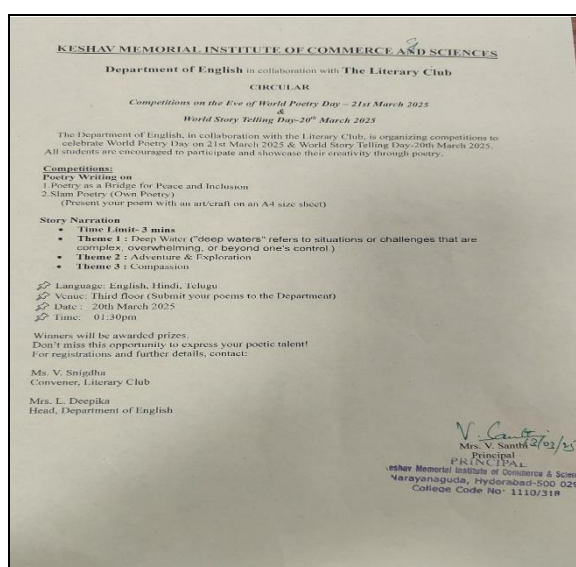 KESHAV MEMORIAL INSTITUTE OF COMMERCE AND SCIENCES
Department of English in collaboration with The Literary Club
CIRCULAR
Competitions on the Eve of World Poetry Day – 21st March 2025
&
World Story Telling Day-20th March 2025
The Department of English, in collaboration with the Literary Club, is organizing competitions to
celebrate World Poetry Day on 21st March 2025 & World Story Telling Day-20th March 2025.
All students are encouraged to participate and showcase their creativity through poetry.
Competitions:
Poetry Writing on
1.Poetry as a Bridge for Peace and Inclusion
2.Slam Poetry (Own Poetry)
(Present your poem with an art/craft on an A4 size sheet)
Story Narration
• Time Limit- 3 mins
• Theme 1 : Deep Water ("deep waters" refers to situations or challenges that are
complex, overwhelming, or beyond one's control.)
• Theme 2 : Adventure & Exploration
• Theme 3 : Compassion
Language: English, Hindi, Telugu
Venue: Third floor (Submit your poems to the Department)
Date : 20th March 2025
Time: 01:30pm
Winners will be awarded prizes.
Don't miss this opportunity to express your poetic talent!
For registrations and further details, contact:
Ms. V. Snigdha
Convener, Literary Club
Mrs. L. Deepika
Head, Department of English
V. Santhi
Mrs. V. Santhi
Principal
PRINCIPAL
eshav Memorial Institute of Commerce & Scien
Narayanaguda, Hyderabad-500 029
College Code No: 1110/318